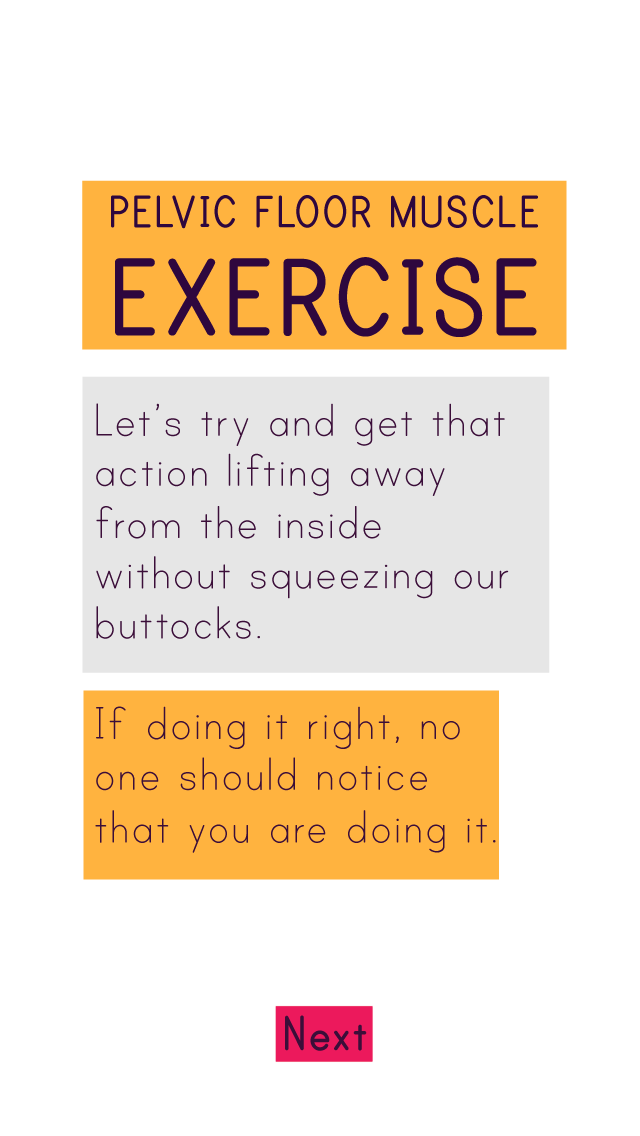 PELVIC FLOOR MUSCLE
EXERCISE
Let's try and get that
action lifting away
from the inside
without squeezing our
buttocks.
If doing it right, no
one should notice
that you are doing it.
Next